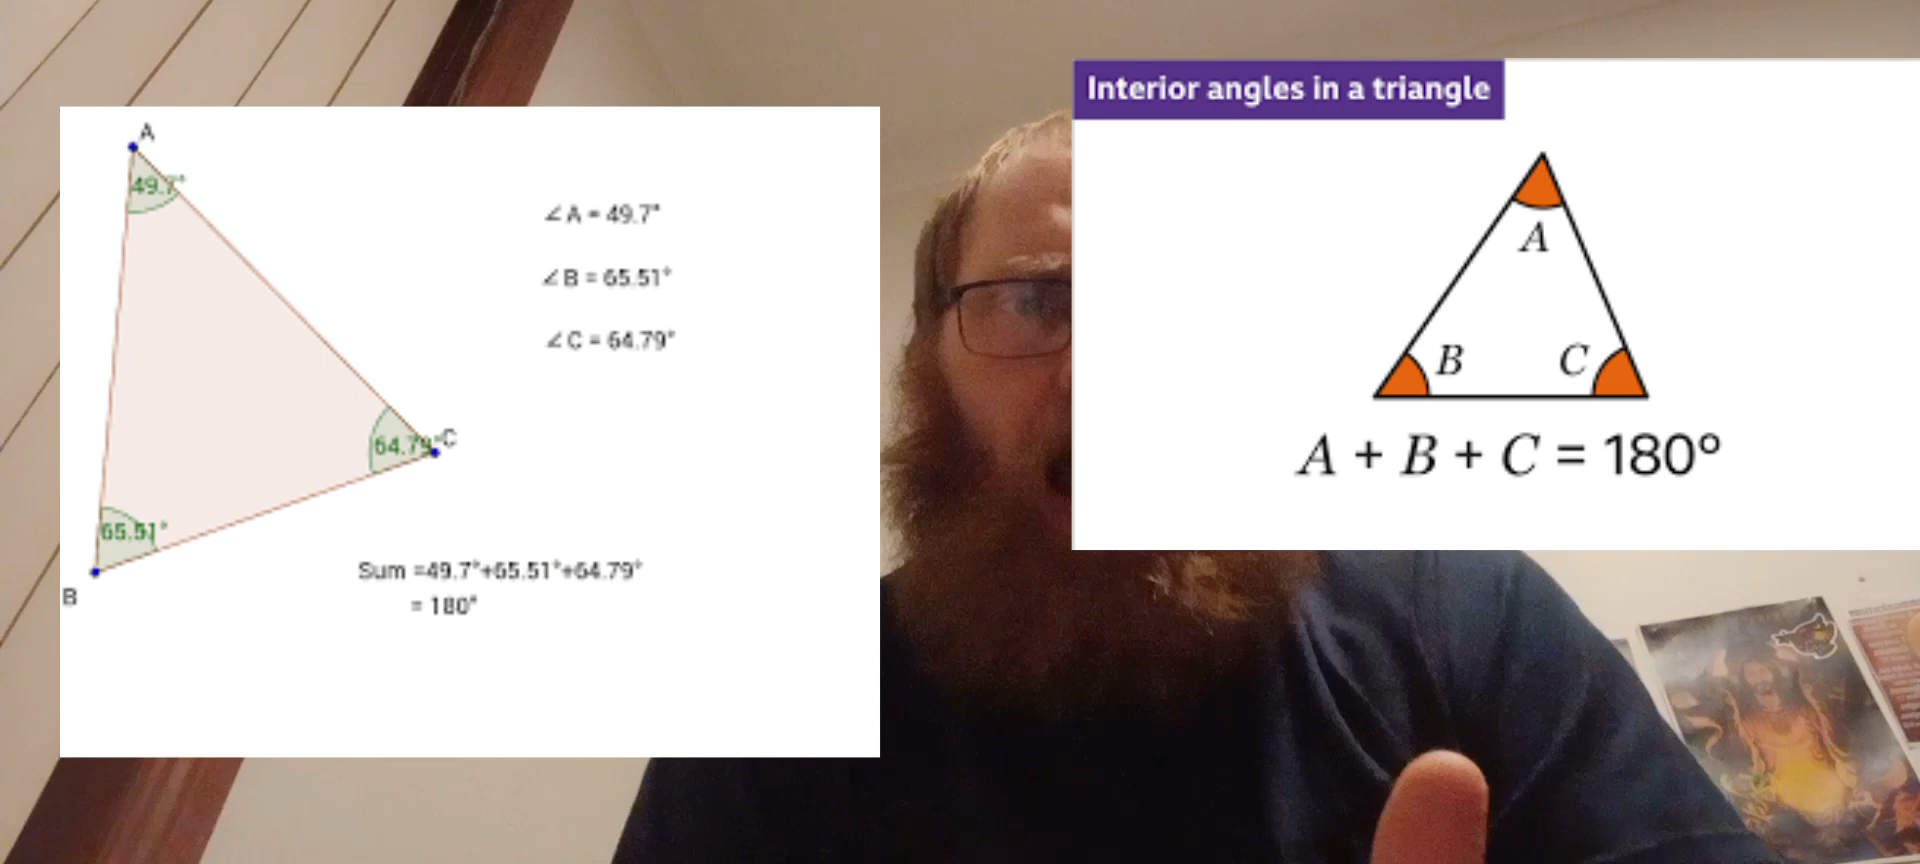 A
49.7°
∠A = 49.7°
∠B = 65.51°
∠C = 64.79°
64.79°
C
65.51°
B
Sum =49.7°+65.51°+64.79°
= 180°
Interior angles in a triangle
A
B
C
A + B + C = 180°